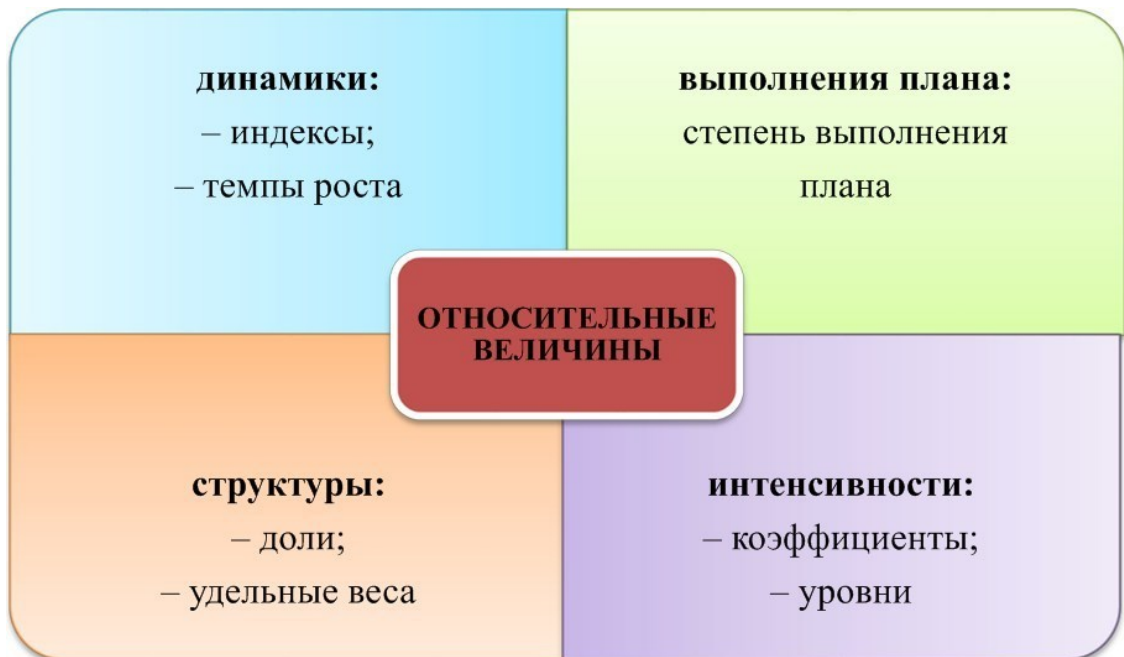 динамики:
– индексы;
– темпы роста
выполнения плана:
степень выполнения
плана
ОТНОСИТЕЛЬНЫЕ
ВЕЛИЧИНЫ
структуры:
– доли;
– удельные веса
интенсивности:
– коэффициенты;
– уровни